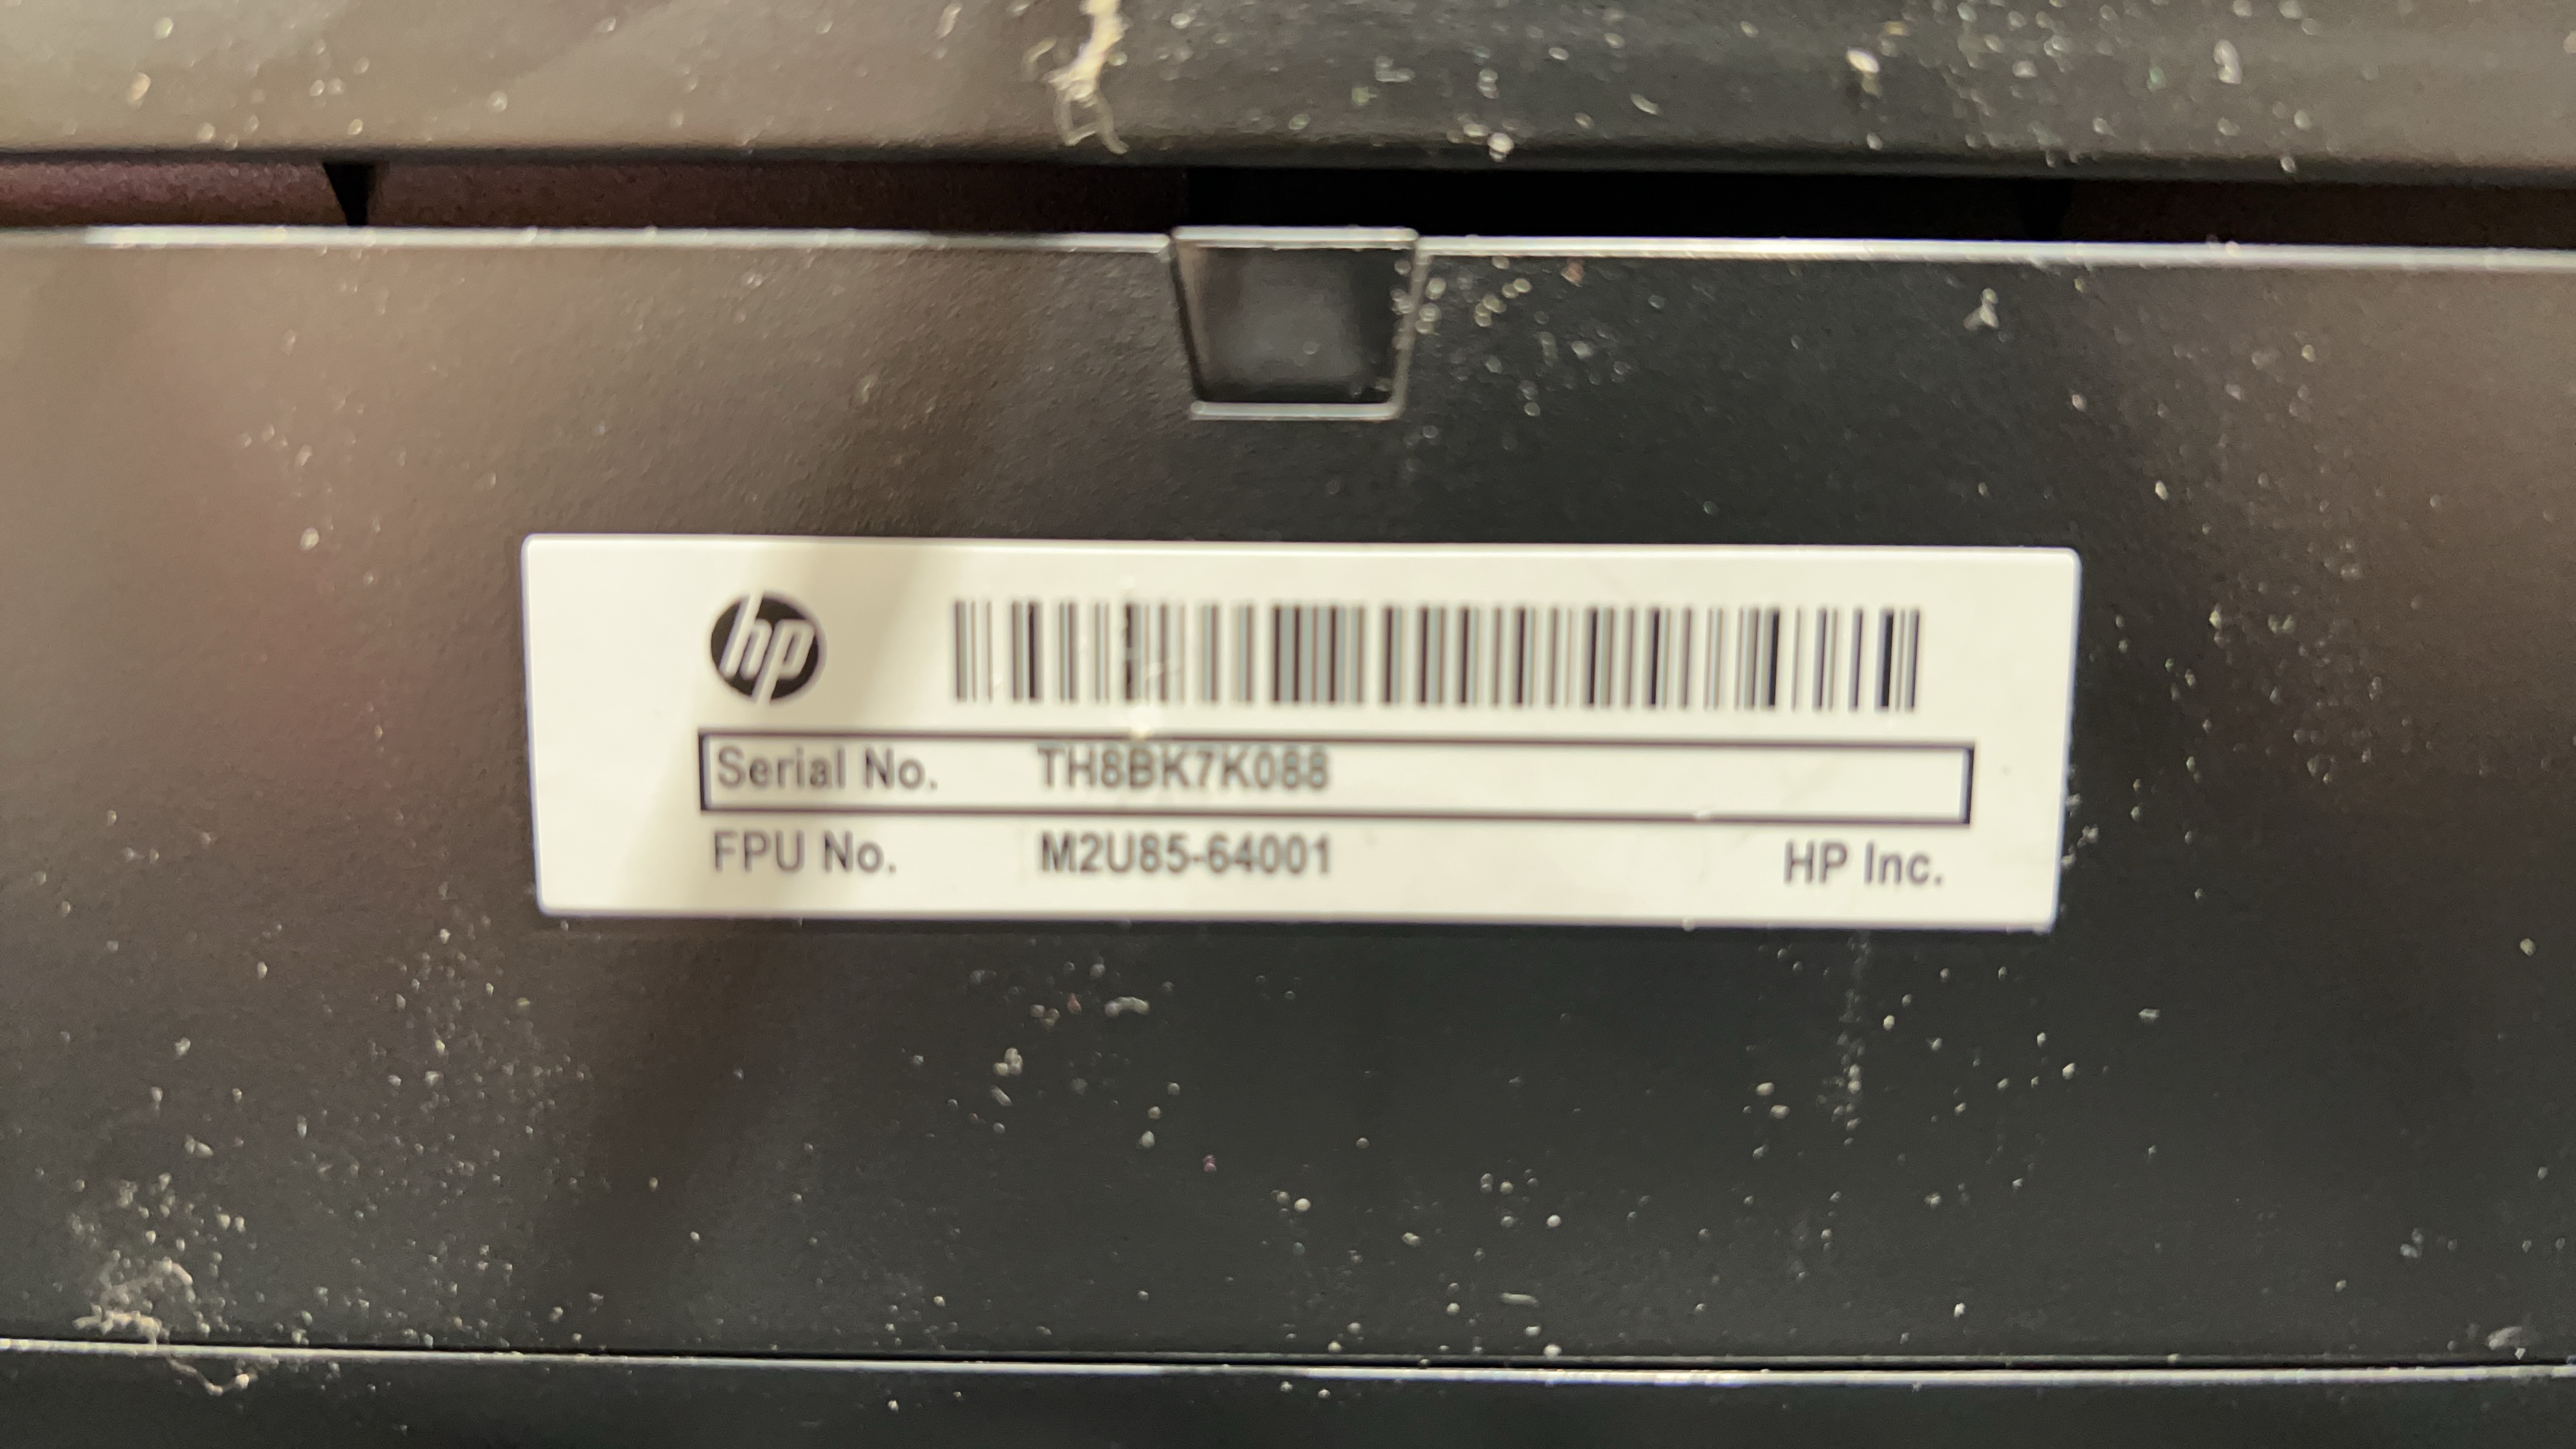 hp
Serial No. TH8BK7K088
FPU No. M2U85-64001 HP Inc.